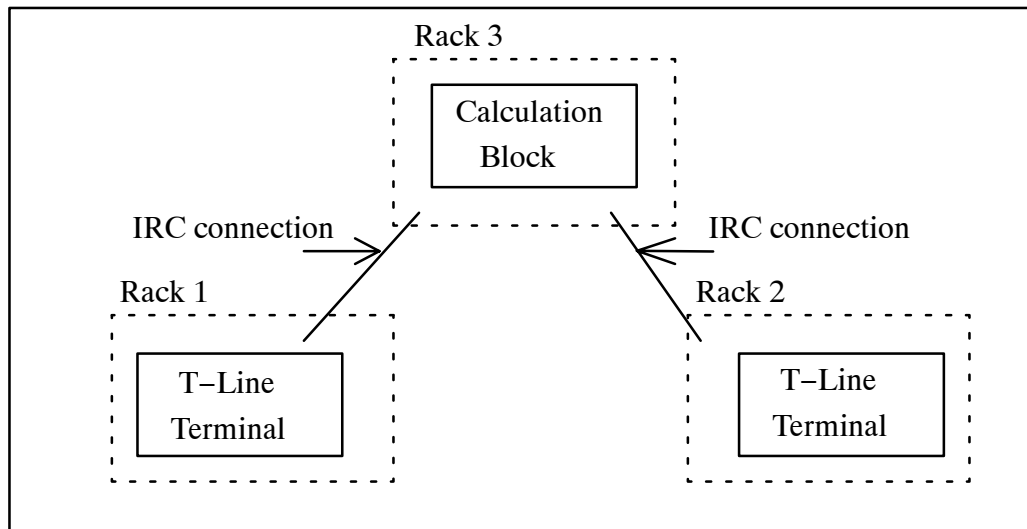 Rack 3
Calculation
Block
IRC connection
IRC connection
Rack 1
Rack 2
T−Line
Terminal
T−Line
Terminal